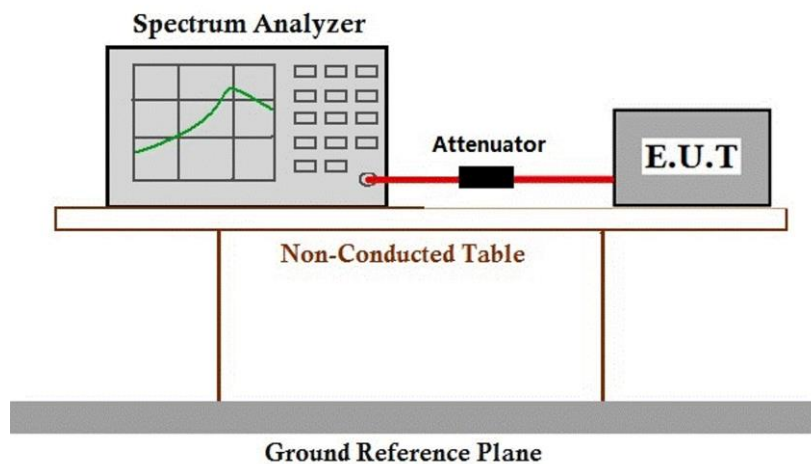 Spectrum Analyzer
Attenuator
E.U.T
Non-Conducted Table
Ground Reference Plane